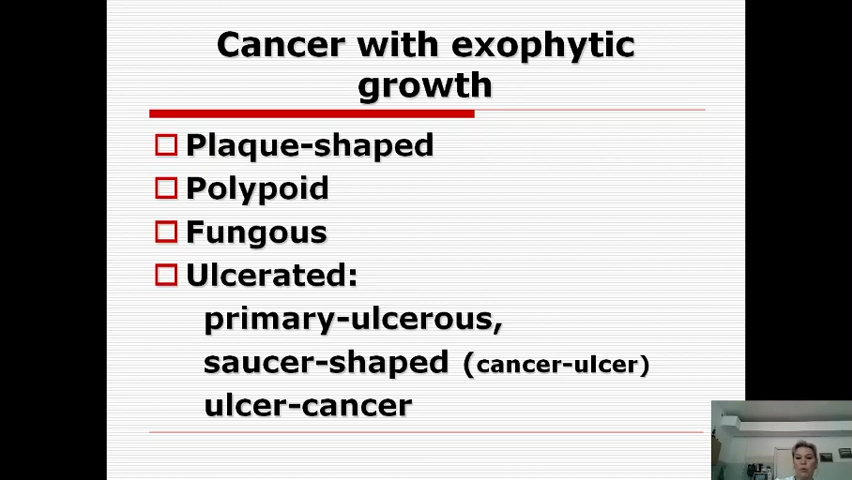 Cancer with exophytic
growth
Plaque-shaped
Polypoid
Fungous
Ulcerated:
primary-ulcerous,
saucer-shaped (cancer-ulcer)
ulcer-cancer